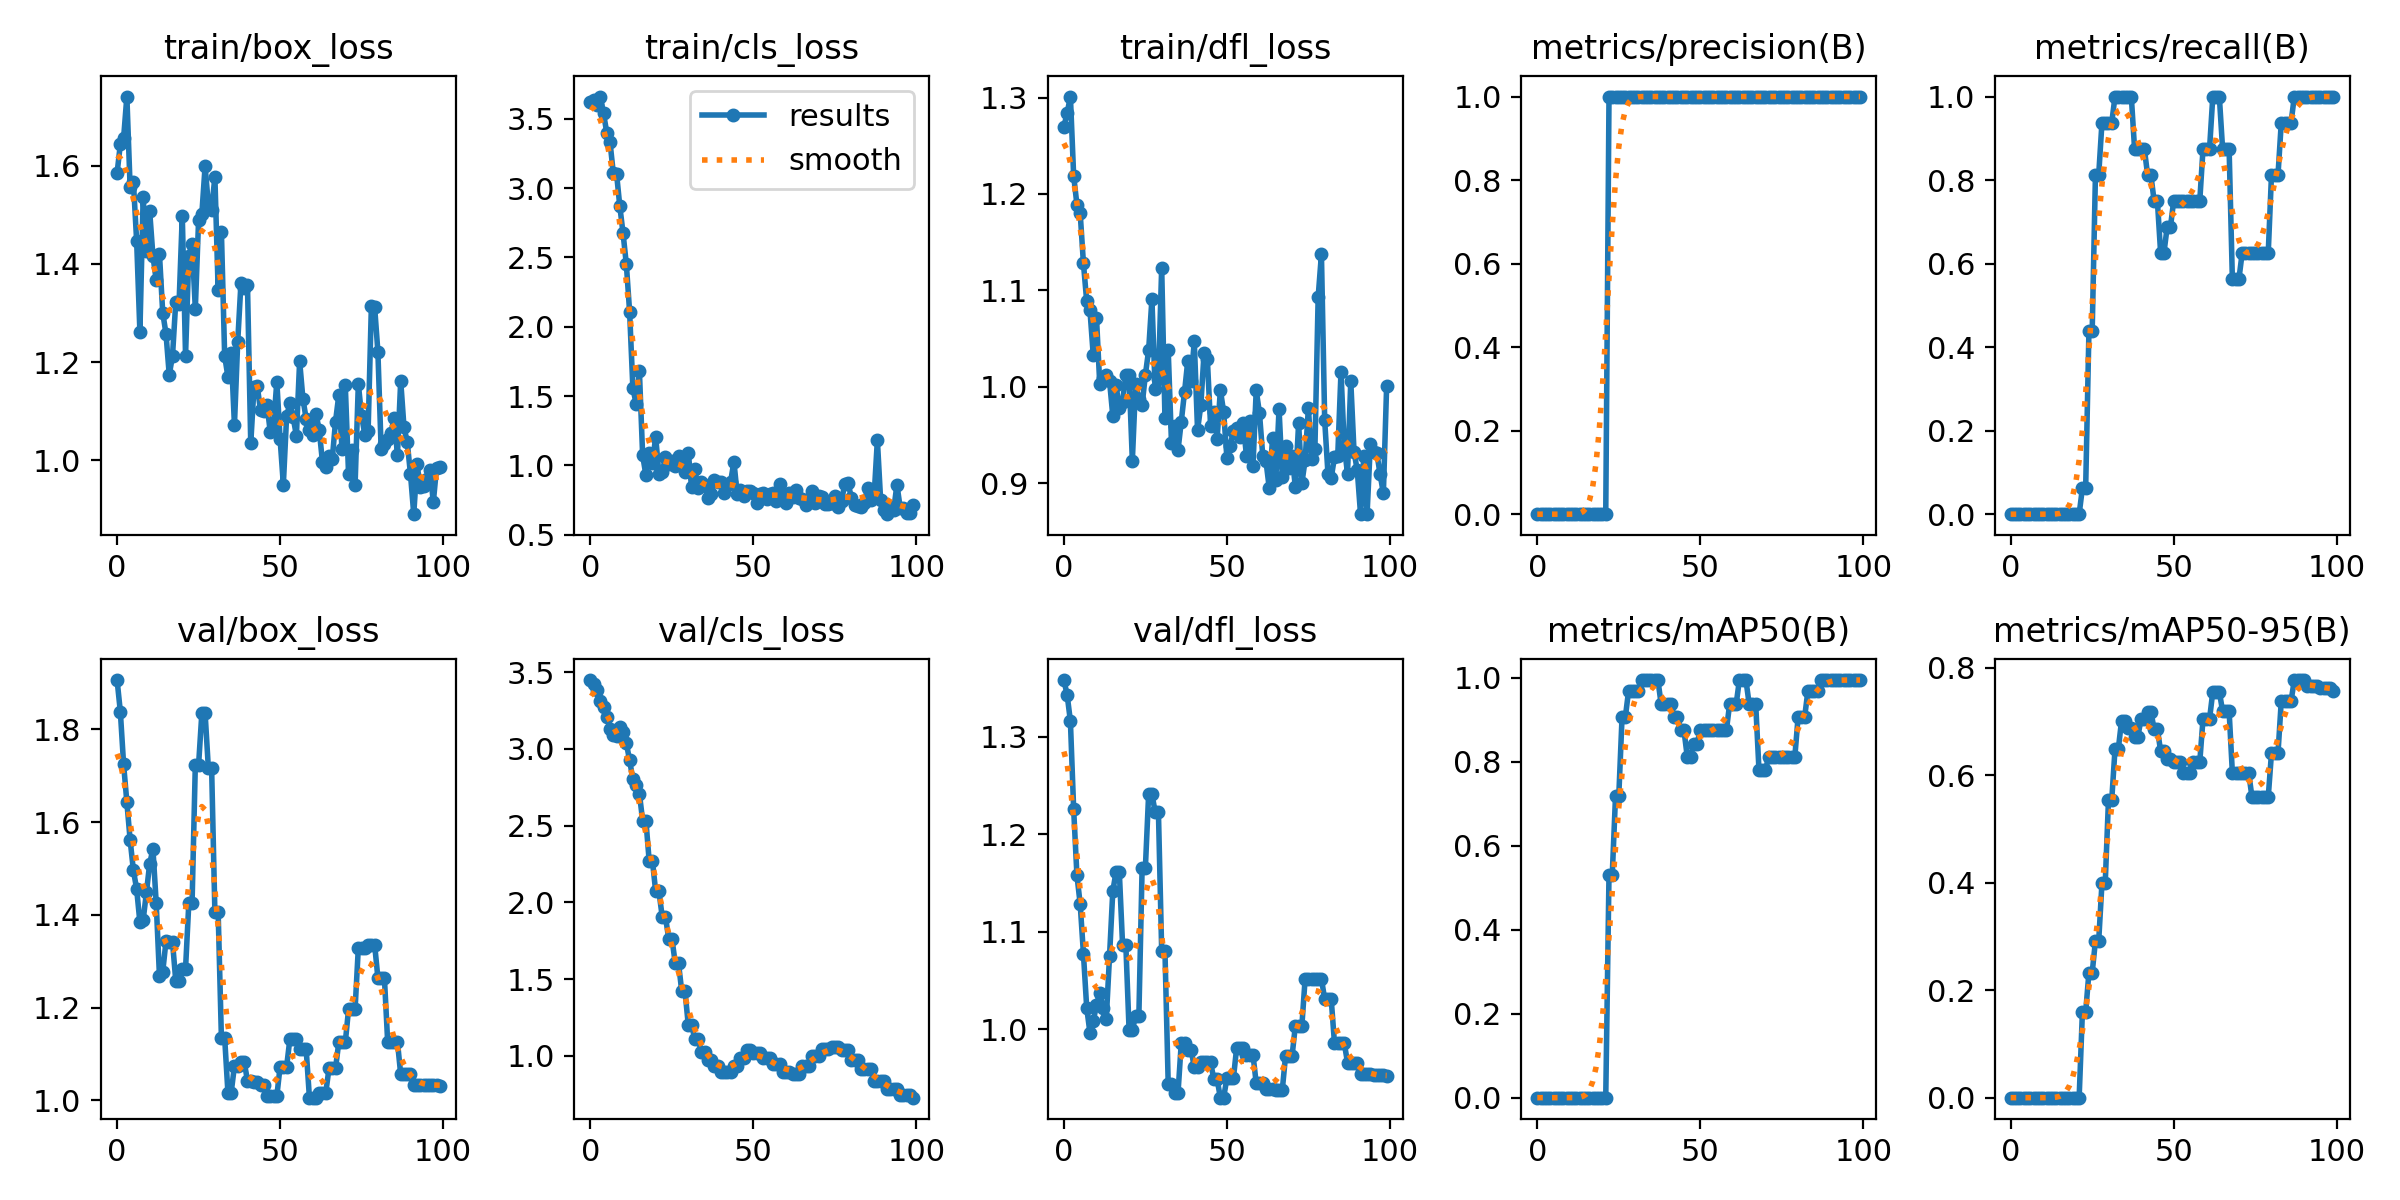 train/box_loss
1.6
1.4
1.2
1.0
0 50 100
train/cls_loss
results
smooth
3.5
3.0
2.5
2.0
1.5
1.0
0.5
0 50 100
train/dfl_loss
1.3
1.2
1.1
1.0
0.9
0 50 100
metrics/precision(B)
1.0
0.8
0.6
0.4
0.2
0.0
0 50 100
metrics/recall(B)
1.0
0.8
0.6
0.4
0.2
0.0
0 50 100
val/box_loss
1.8
1.6
1.4
1.2
1.0
0 50 100
val/cls_loss
3.5
3.0
2.5
2.0
1.5
1.0
0 50 100
val/dfl_loss
1.3
1.2
1.1
1.0
0 50 100
metrics/mAP50(B)
1.0
0.8
0.6
0.4
0.2
0.0
0 50 100
metrics/mAP50-95(B)
0.8
0.6
0.4
0.2
0.0
0 50 100